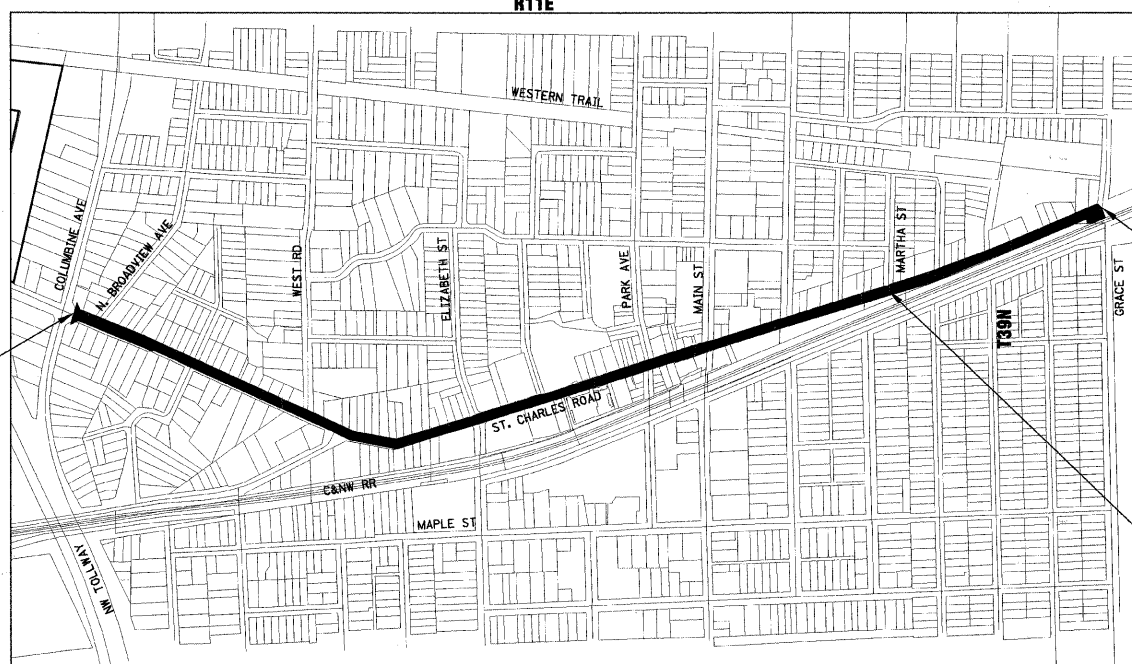 R11E
WESTERN TRAIL
COLUMBINE AVE
N. BROADVIEW AVE
WEST RD
ELIZABETH ST
PARK AVE
MAIN ST
MARTHA ST
GRACE ST
T39N
ST. CHARLES ROAD
C&NW RR
MAPLE ST
NW TOLLWAY